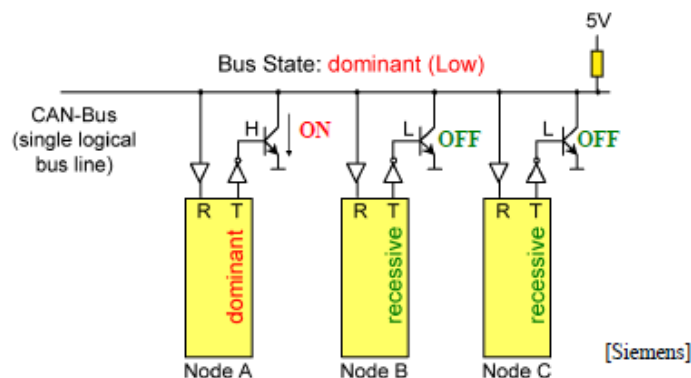 5V
Bus State: dominant (Low)
CAN-Bus
(single logical
bus line)
H ON L OFF L OFF
R T R T R T
dominant recessive recessive
Node A Node B Node C
[Siemens]